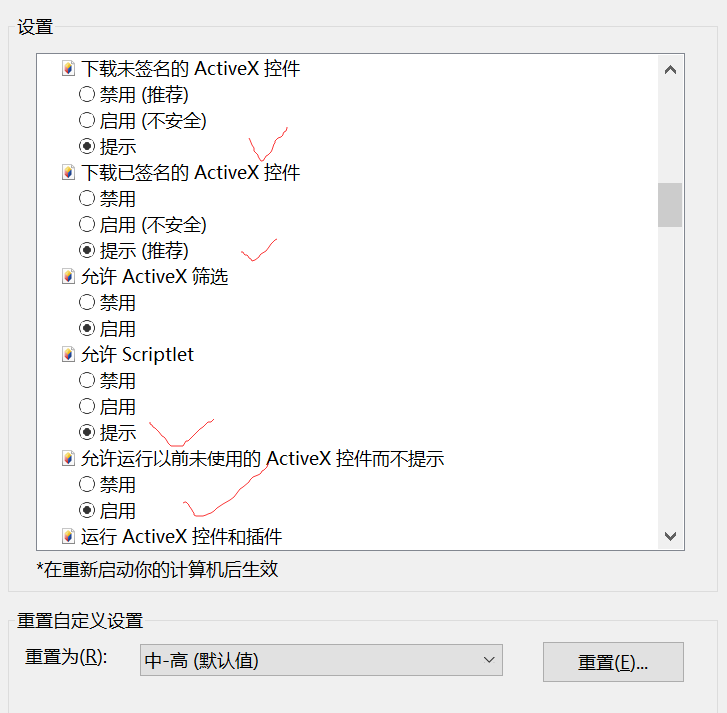 设置
下载未签名的 ActiveX 控件
禁用 (推荐)
启用 (不安全)
提示
下载已签名的 ActiveX 控件
禁用
启用 (不安全)
提示 (推荐)
允许 ActiveX 筛选
禁用
启用
允许 Scriptlet
禁用
启用
提示
允许运行以前未使用的 ActiveX 控件而不提示
禁用
启用
运行 ActiveX 控件和插件
*在重新启动你的计算机后生效
重置自定义设置
重置为(R): 中-高 (默认值) 重置(E)...